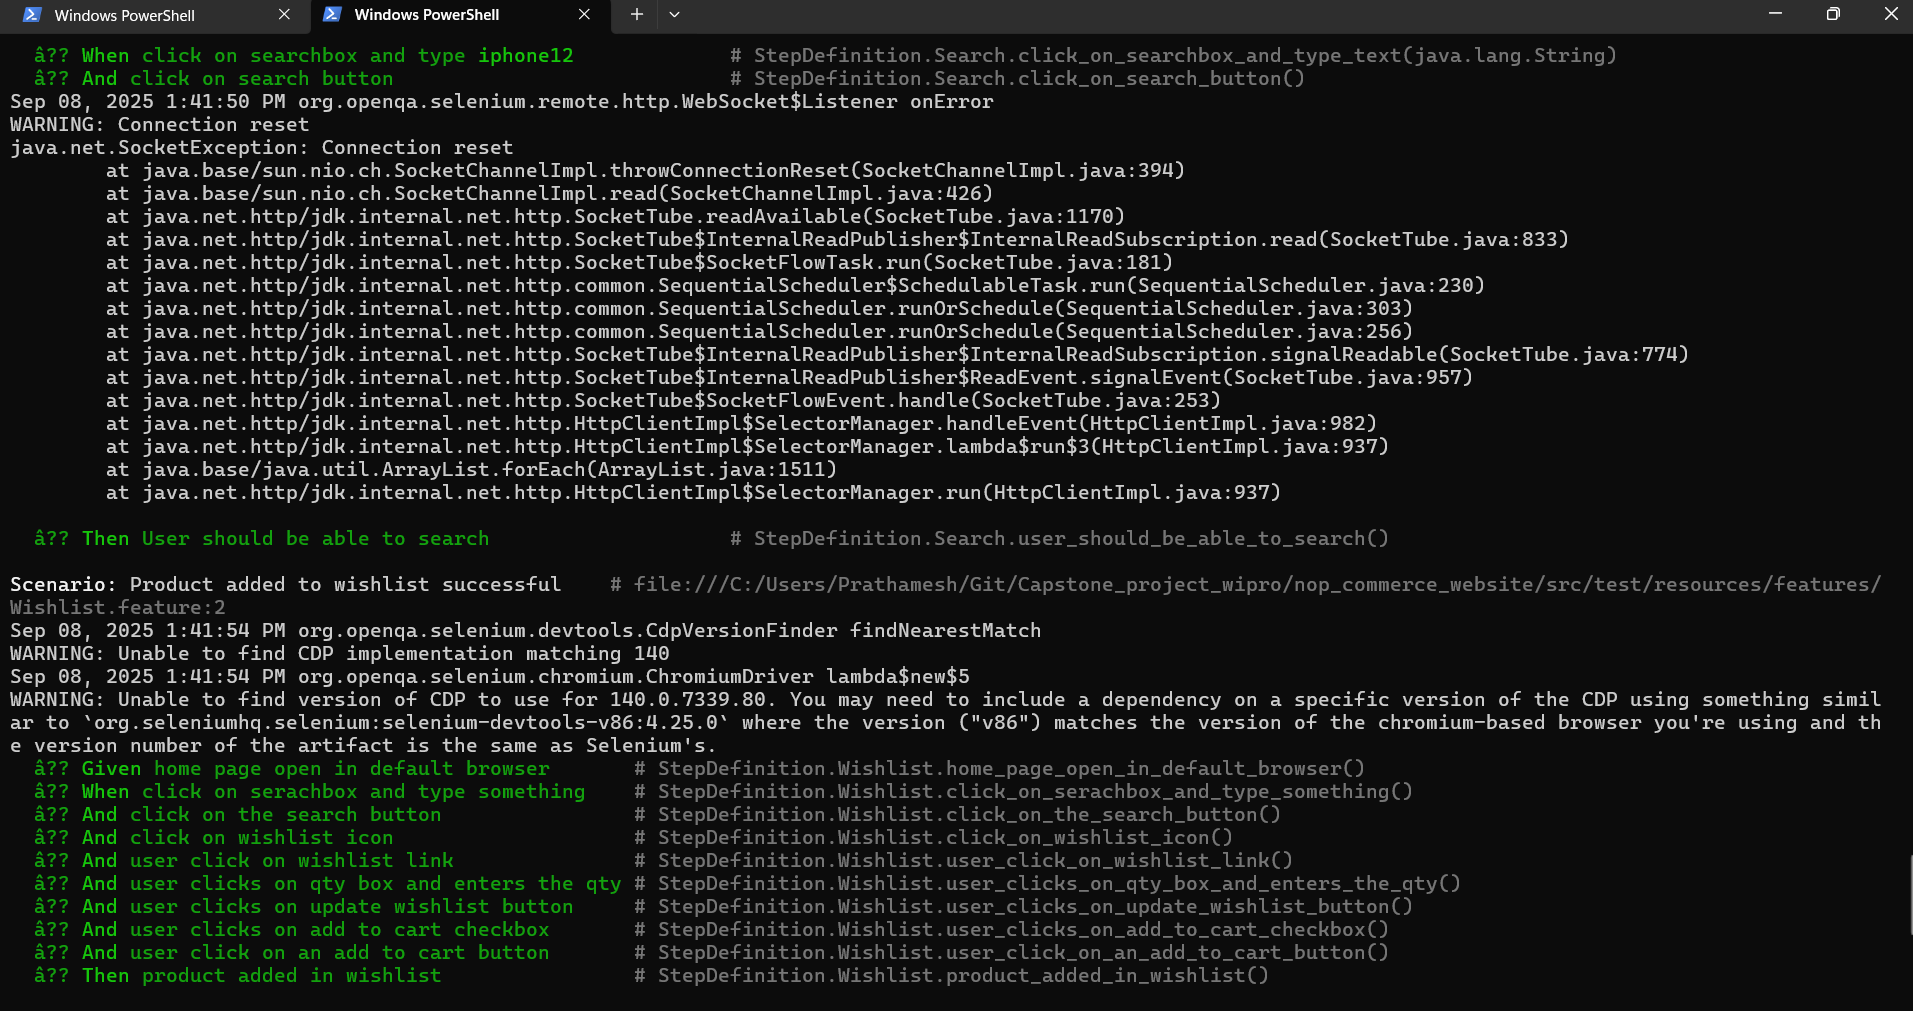 Windows PowerShell
Windows PowerShell
â?? When click on searchbox and type iphone12 # StepDefinition.Search.click_on_searchbox_and_type_text(java.lang.String)
â?? And click on search button # StepDefinition.Search.click_on_search_button()
Sep 08, 2025 1:41:50 PM org.openqa.selenium.remote.http.WebSocket$Listener onError
WARNING: Connection reset
java.net.SocketException: Connection reset
at java.base/sun.nio.ch.SocketChannelImpl.throwConnectionReset(SocketChannelImpl.java:394)
at java.base/sun.nio.ch.SocketChannelImpl.read(SocketChannelImpl.java:426)
at java.net.http/jdk.internal.net.http.SocketTube.readAvailable(SocketTube.java:1170)
at java.net.http/jdk.internal.net.http.SocketTube$InternalReadPublisher$InternalReadSubscription.read(SocketTube.java:833)
at java.net.http/jdk.internal.net.http.SocketTube$SocketFlowTask.run(SocketTube.java:181)
at java.net.http/jdk.internal.net.http.common.SequentialScheduler$SchedulableTask.run(SequentialScheduler.java:230)
at java.net.http/jdk.internal.net.http.common.SequentialScheduler.runOrSchedule(SequentialScheduler.java:303)
at java.net.http/jdk.internal.net.http.common.SequentialScheduler.runOrSchedule(SequentialScheduler.java:256)
at java.net.http/jdk.internal.net.http.SocketTube$InternalReadPublisher$InternalReadSubscription.signalReadable(SocketTube.java:774)
at java.net.http/jdk.internal.net.http.SocketTube$InternalReadPublisher$ReadEvent.signalEvent(SocketTube.java:957)
at java.net.http/jdk.internal.net.http.SocketTube$SocketFlowEvent.handle(SocketTube.java:253)
at java.net.http/jdk.internal.net.http.HttpClientImpl$SelectorManager.handleEvent(HttpClientImpl.java:982)
at java.net.http/jdk.internal.net.http.HttpClientImpl$SelectorManager.lambda$run$3(HttpClientImpl.java:937)
at java.base/java.util.ArrayList.forEach(ArrayList.java:1511)
at java.net.http/jdk.internal.net.http.HttpClientImpl$SelectorManager.run(HttpClientImpl.java:937)
â?? Then User should be able to search # StepDefinition.Search.user_should_be_able_to_search()
Scenario: Product added to wishlist successful # file:///C:/Users/Prathamesh/Git/Capstone_project_wipro/nop_commerce_website/src/test/resources/features/
Wishlist.feature:2
Sep 08, 2025 1:41:54 PM org.openqa.selenium.devtools.CdpVersionFinder findNearestMatch
WARNING: Unable to find CDP implementation matching 140
Sep 08, 2025 1:41:54 PM org.openqa.selenium.chromium.ChromiumDriver lambda$new$5
WARNING: Unable to find version of CDP to use for 140.0.7339.80. You may need to include a dependency on a specific version of the CDP using something simil
ar to `org.seleniumhq.selenium:selenium-devtools-v86:4.25.0` where the version ("v86") matches the version of the chromium-based browser you're using and th
e version number of the artifact is the same as Selenium's.
â?? Given home page open in default browser # StepDefinition.Wishlist.home_page_open_in_default_browser()
â?? When click on serachbox and type something # StepDefinition.Wishlist.click_on_serachbox_and_type_something()
â?? And click on the search button # StepDefinition.Wishlist.click_on_the_search_button()
â?? And click on wishlist icon # StepDefinition.Wishlist.click_on_wishlist_icon()
â?? And user click on wishlist link # StepDefinition.Wishlist.user_click_on_wishlist_link()
â?? And user clicks on qty box and enters the qty # StepDefinition.Wishlist.user_clicks_on_qty_box_and_enters_the_qty()
â?? And user clicks on update wishlist button # StepDefinition.Wishlist.user_clicks_on_update_wishlist_button()
â?? And user clicks on add to cart checkbox # StepDefinition.Wishlist.user_clicks_on_add_to_cart_checkbox()
â?? And user click on an add to cart button # StepDefinition.Wishlist.user_click_on_an_add_to_cart_button()
â?? Then product added in wishlist # StepDefinition.Wishlist.product_added_in_wishlist()